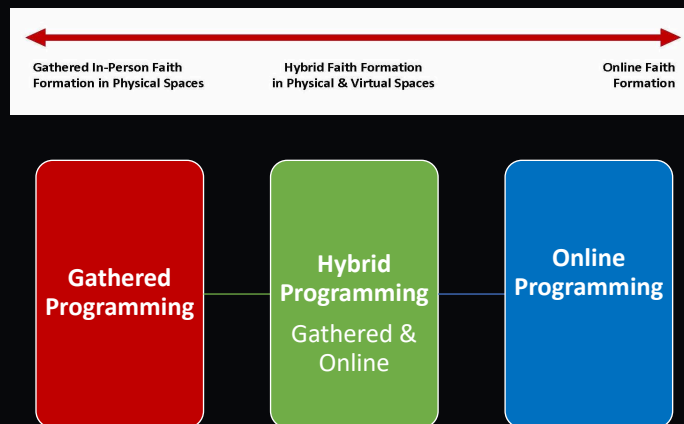 Gathered In-Person Faith
Formation in Physical Spaces
Hybrid Faith Formation
in Physical & Virtual Spaces
Online Faith
Formation
Gathered
Programming
Hybrid
Programming
Gathered &
Online
Online
Programming